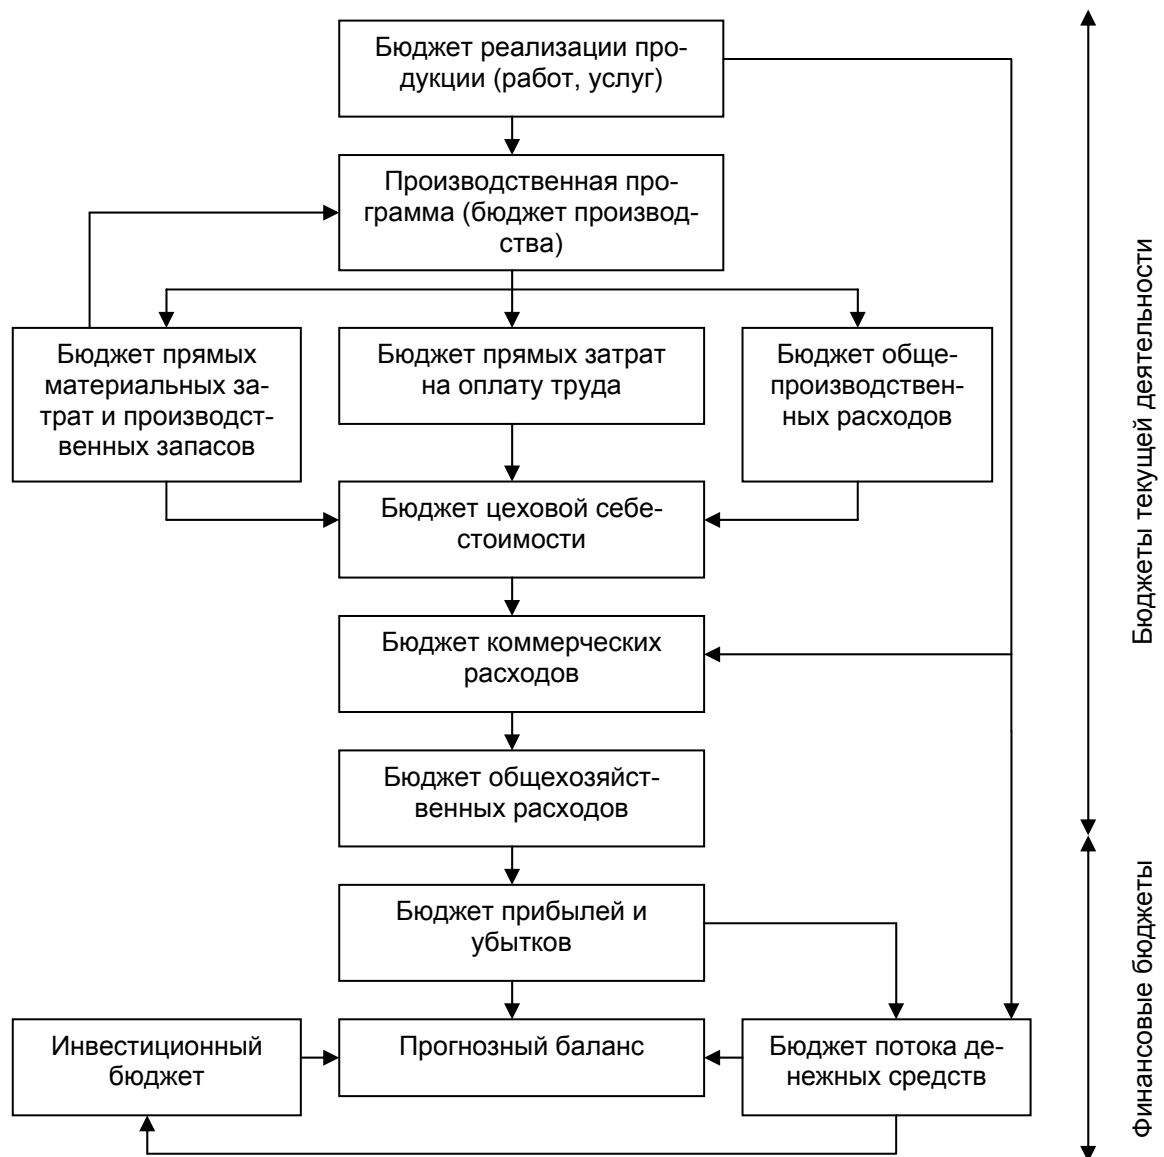 Бюджет реализации про-
дукции (работ, услуг)
Производственная про-
грамма (бюджет производ-
ства)
Бюджет прямых
материальных за-
трат и производст-
венных запасов
Бюджет прямых затрат
на оплату труда
Бюджет обще-
производствен-
ных расходов
Бюджет цеховой себе-
стоимости
Бюджет коммерческих
расходов
Бюджет общехозяйст-
венных расходов
Бюджет прибылей и
убытков
Инвестиционный
бюджет
Прогнозный баланс
Бюджет потока де-
нежных средств
Бюджеты текущей деятельности
Финансовые бюджеты